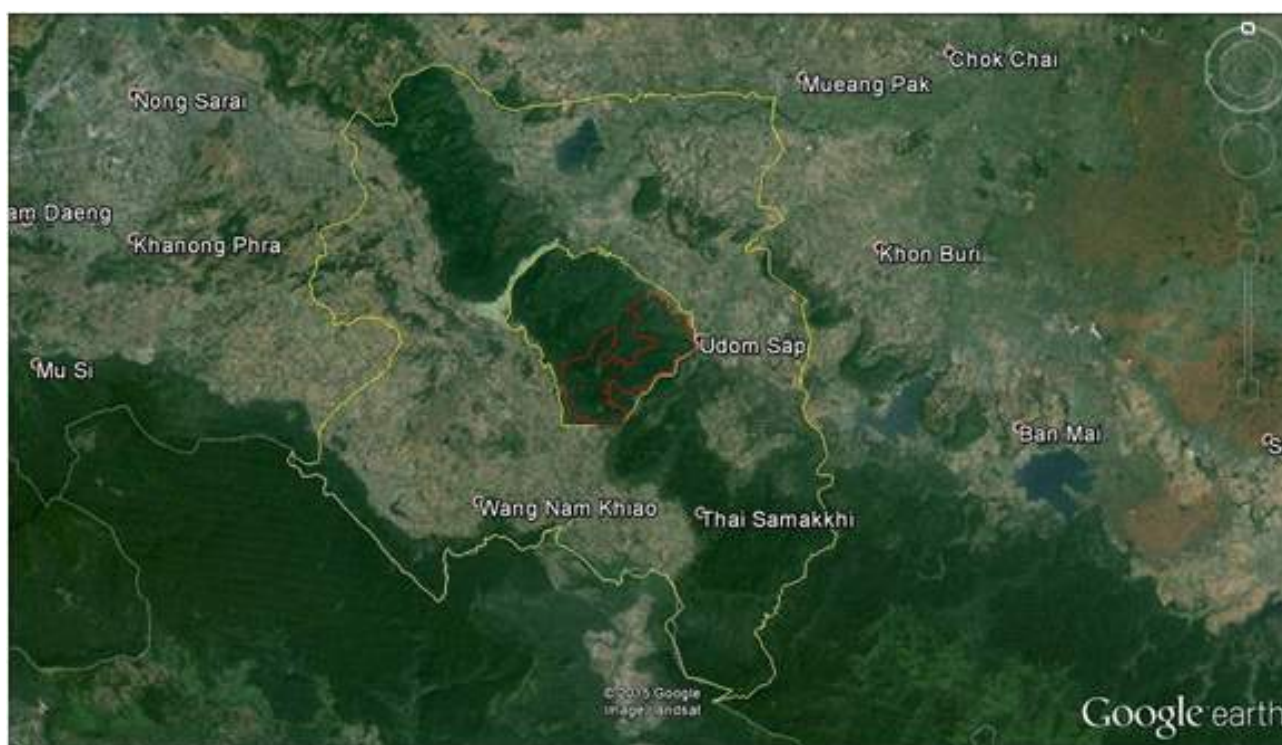 Chok Chai
Mueang Pak
Nong Sarai
am Daeng
Khanong Phra
Khon Buri
Udom Sap
Mu Si
Ban Mai
S
Wang Nam Khiao
Thai Samakkhi
© 2015 Google
Image Landsat
Google earth